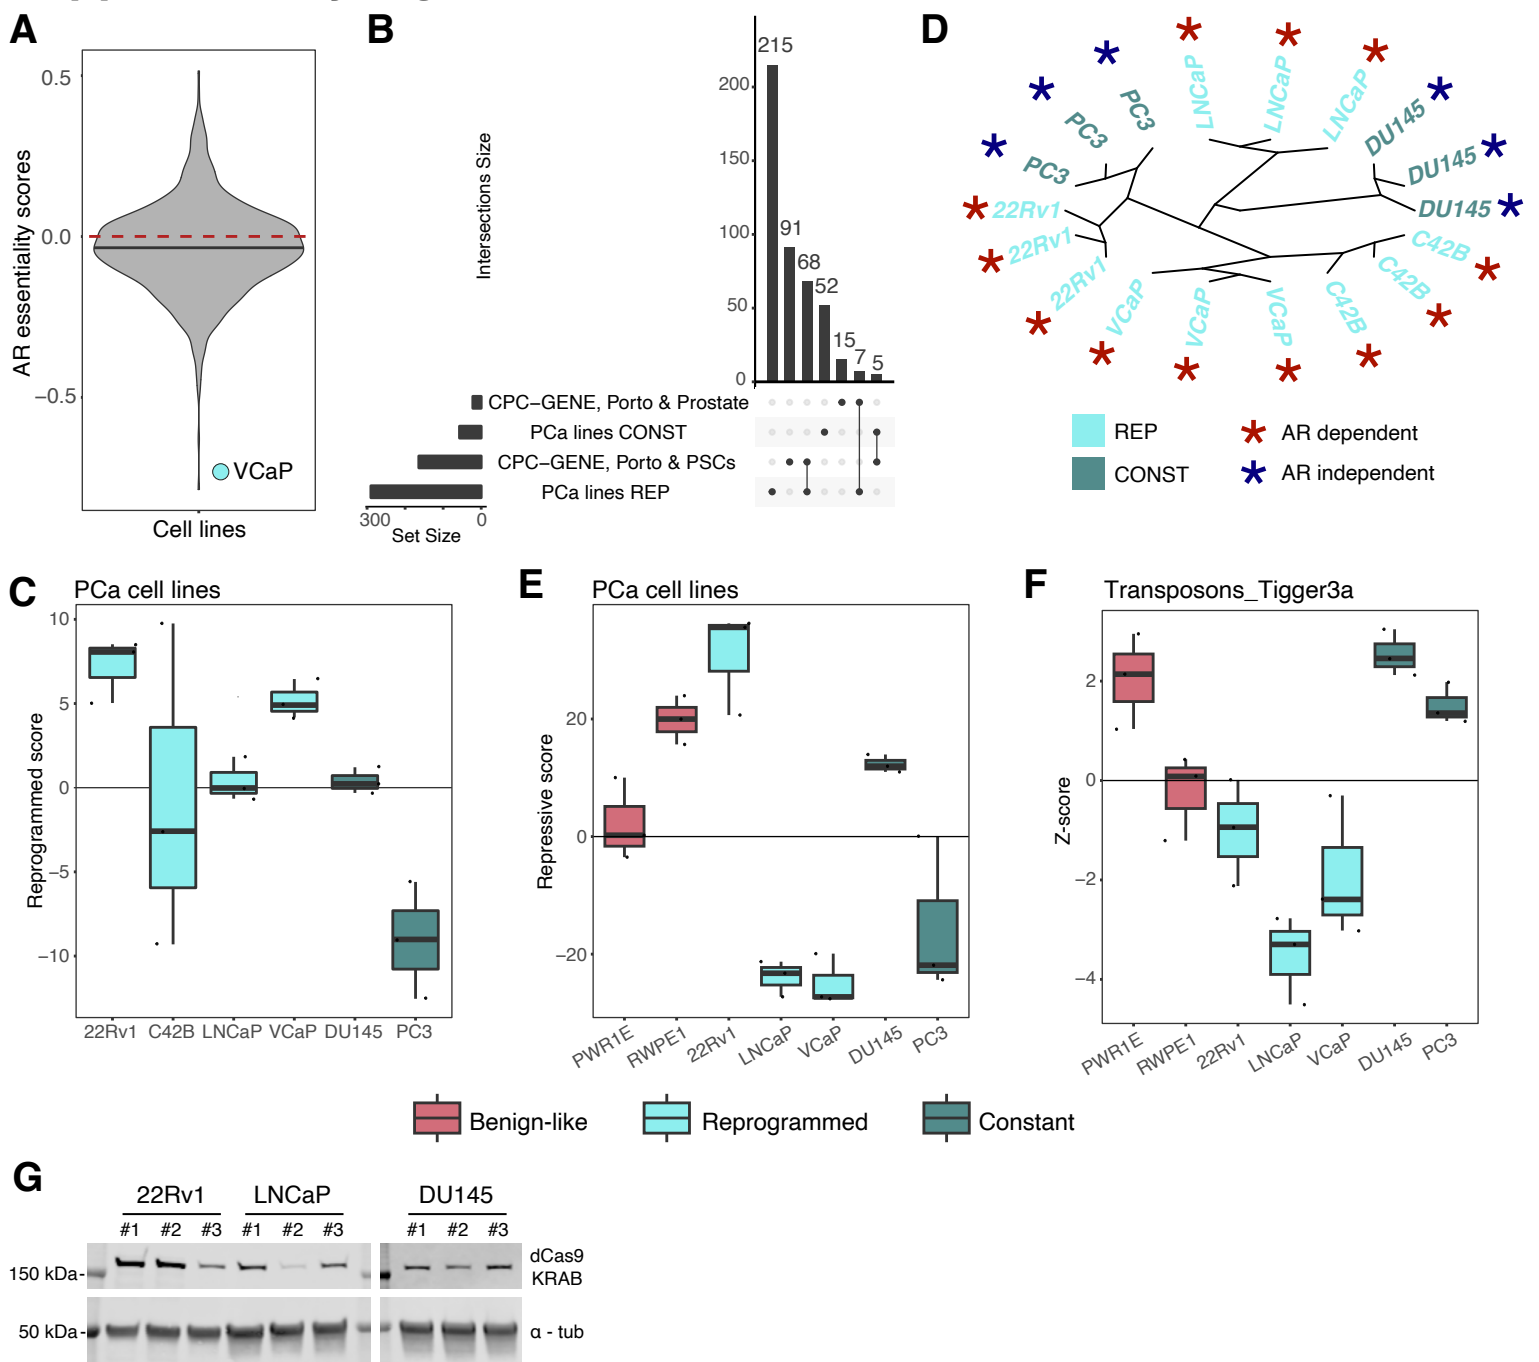 A
AR essentiality scores
0.5
0.0
−0.5
VCaP
Cell lines
B
Intersections Size
200
150
100
50
0
215
91
68
52
15
7
5
CPC−GENE, Porto & Prostate
PCa lines CONST
CPC−GENE, Porto & PSCs
PCa lines REP
300
0
Set Size
D
LNCaP
LNCaP
LNCaP
DU145
DU145
DU145
C42B
C42B
C42B
VCaP
VCaP
VCaP
22Rv1
22Rv1
22Rv1
PC3
PC3
PC3
REP
CONST
AR dependent
AR independent
C
PCa cell lines
Reprogrammed score
10
5
0
−5
−10
22Rv1
C42B
LNCaP
VCaP
DU145
PC3
E
PCa cell lines
Repressive score
20
0
−20
PWR1E
RWPE1
22Rv1
LNCaP
VCaP
DU145
PC3
F
Transposons_Tigger3a
Z−score
2
0
−2
−4
PWR1E
RWPE1
22Rv1
LNCaP
VCaP
DU145
PC3
Benign-like
Reprogrammed
Constant
G
22Rv1
LNCaP
DU145
#1 #2 #3 #1 #2 #3 #1 #2 #3
150 kDa-
dCas9
KRAB
50 kDa-
α - tub